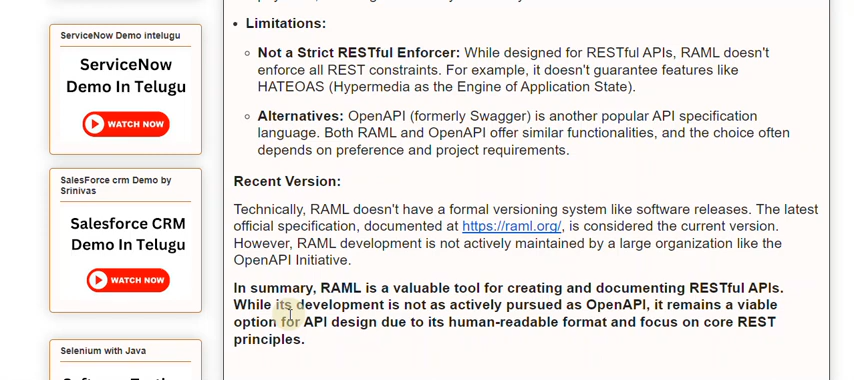 ServiceNow Demo intelugu
ServiceNow
Demo In Telugu
WATCH NOW
SalesForce crm Demo by
Srinivas
Salesforce CRM
Demo In Telugu
WATCH NOW
Selenium with Java
• Limitations:
Not a Strict RESTful Enforcer: While designed for RESTful APIs, RAML doesn't
enforce all REST constraints. For example, it doesn't guarantee features like
HATEOAS (Hypermedia as the Engine of Application State).
Alternatives: OpenAPI (formerly Swagger) is another popular API specification
language. Both RAML and OpenAPI offer similar functionalities, and the choice often
depends on preference and project requirements.
Recent Version:
Technically, RAML doesn't have a formal versioning system like software releases. The latest
official specification, documented at https://raml.org/, is considered the current version.
However, RAML development is not actively maintained by a large organization like the
OpenAPI Initiative.
In summary, RAML is a valuable tool for creating and documenting RESTful APIs.
While its development is not as actively pursued as OpenAPI, it remains a viable
option for API design due to its human-readable format and focus on core REST
principles.